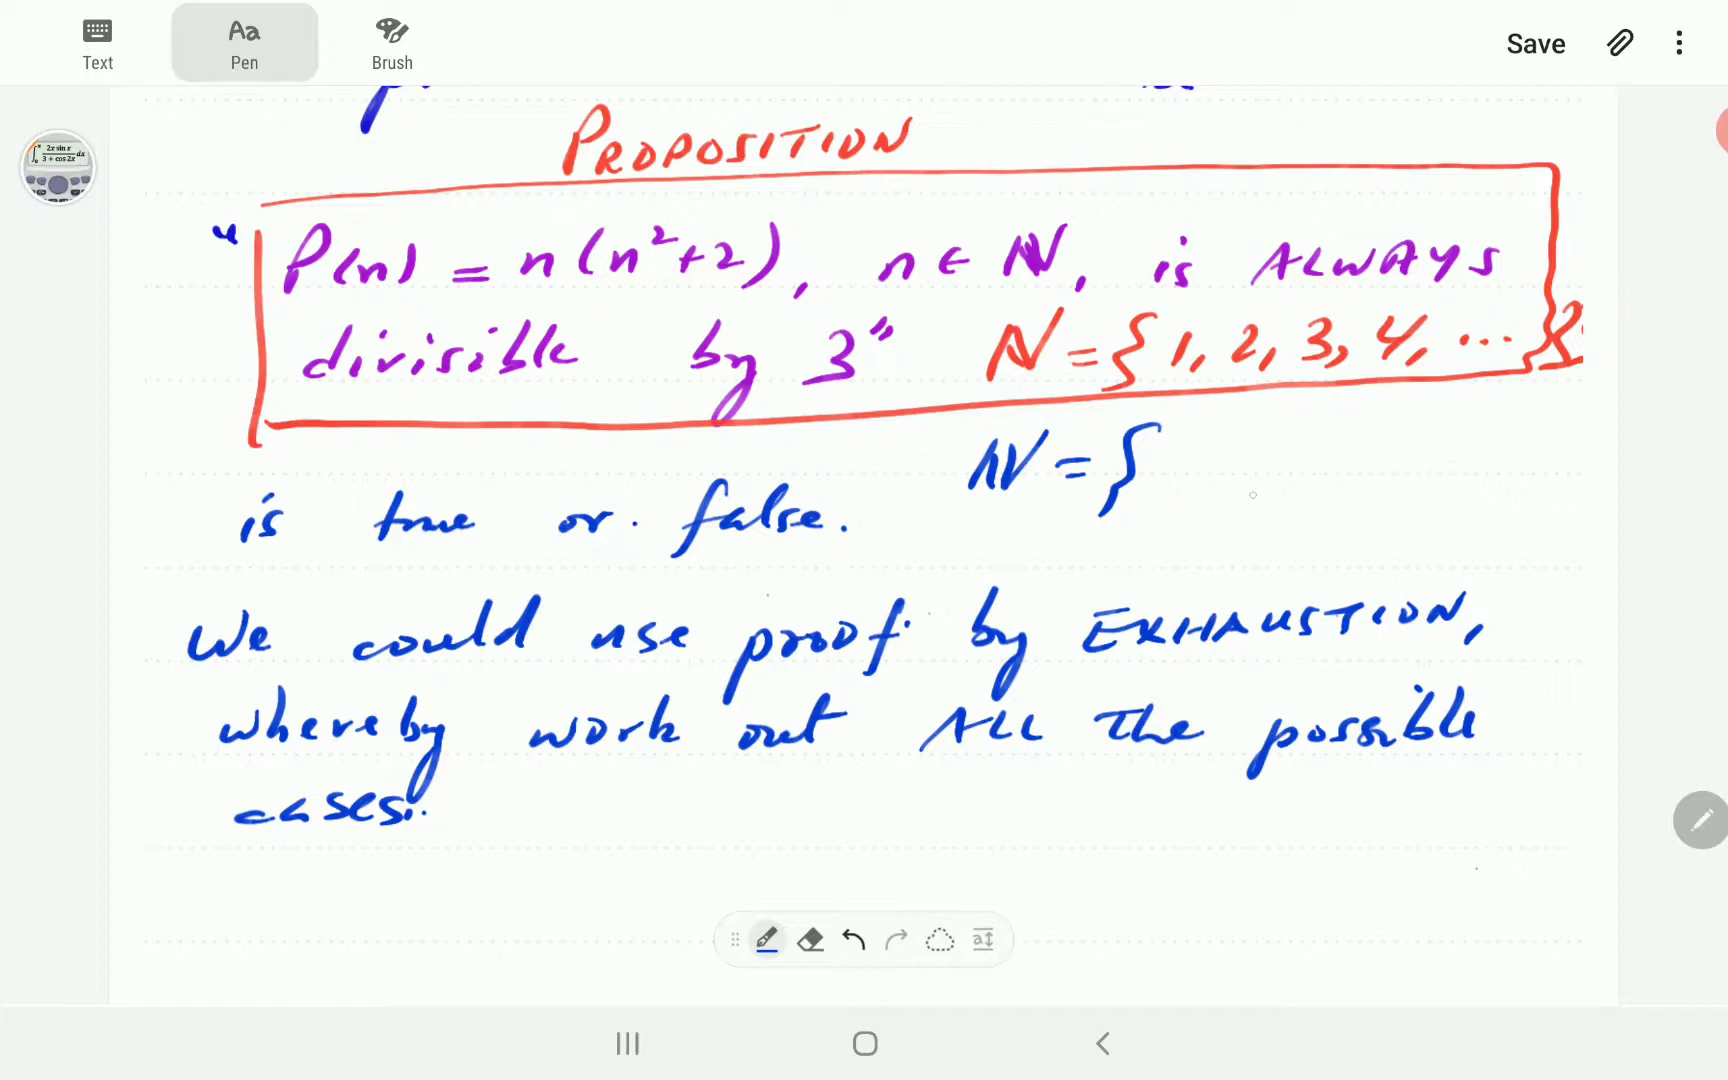 Text
Pen
Brush
Save
PROPOSITION
" P(n) = n(n²+2), n ∈ ℕ, is ALWAYS
divisible by 3" ℕ = {1, 2, 3, 4, ... }
ℕ = {
is true or. false.
We could use proof by EXHAUSTION,
whereby work out ALL the possible
cases.